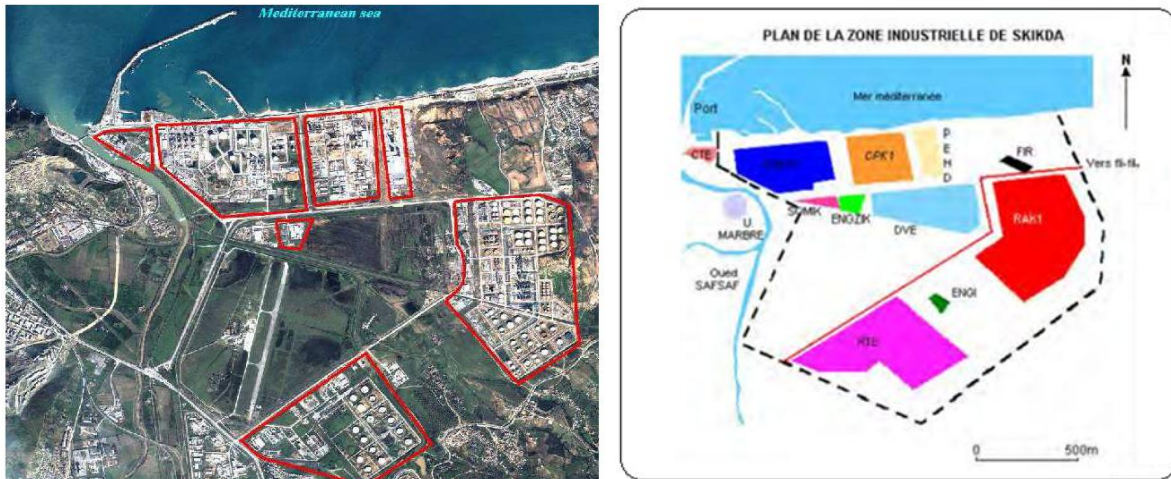 Mediterranean sea
PLAN DE LA ZONE INDUSTRIELLE DE SKIKDA
N
Mer méditerranée
Port
CTE
CPK1
P
E
H
D
FIR
Vers fil-fil.
SOMIK
ENGZIK
DVE
RAK1
U.
MARBRE
Oued
SAFSAF
ENGI
RTE
0
500m